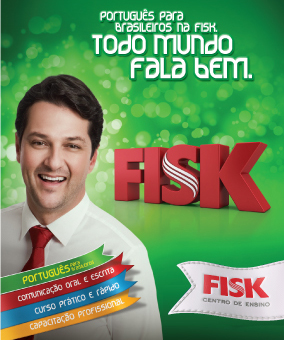 PORTUGUÊS PARA
BRASILEIROS NA FISK.
TODO MUNDO
FALA BEM.
FISK
PORTUGUÊS para brasileiros
COMUNICAÇÃO ORAL E ESCRITA
CURSO PRÁTICO E RÁPIDO
CAPACITAÇÃO PROFISSIONAL
FISK
CENTRO DE ENSINO